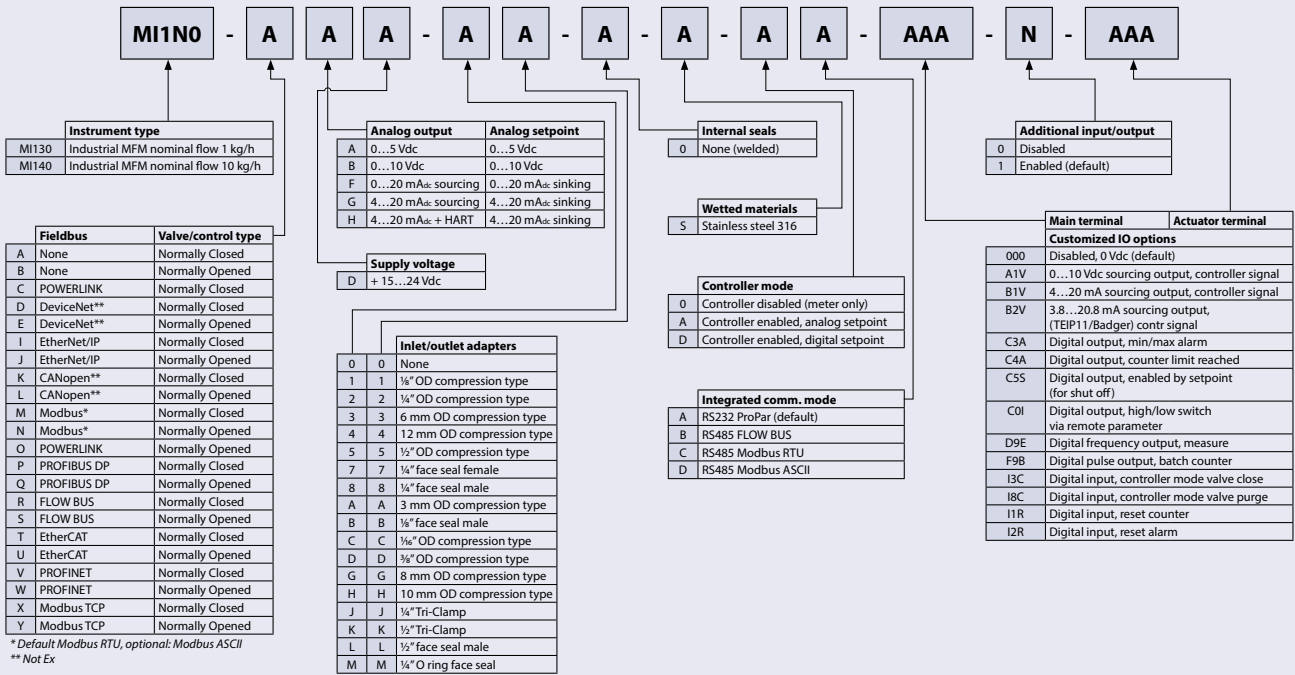 MI1N0 - A A A - A A - A - A - A A - AAA - N - AAA
Instrument type
MI130 Industrial MFM nominal flow 1 kg/h
MI140 Industrial MFM nominal flow 10 kg/h
Fieldbus Valve/control type
A None Normally Closed
B None Normally Opened
C POWERLINK Normally Closed
D DeviceNet** Normally Closed
E DeviceNet** Normally Opened
I EtherNet/IP Normally Closed
J EtherNet/IP Normally Opened
K CANopen** Normally Closed
L CANopen** Normally Opened
M Modbus* Normally Closed
N Modbus* Normally Opened
O POWERLINK Normally Opened
P PROFIBUS DP Normally Closed
Q PROFIBUS DP Normally Opened
R FLOW BUS Normally Closed
S FLOW BUS Normally Opened
T EtherCAT Normally Closed
U EtherCAT Normally Opened
V PROFINET Normally Closed
W PROFINET Normally Opened
X Modbus TCP Normally Closed
Y Modbus TCP Normally Opened
* Default Modbus RTU, optional: Modbus ASCII
** Not Ex
Analog output Analog setpoint
A 0…5 Vdc 0…5 Vdc
B 0…10 Vdc 0…10 Vdc
F 0…20 mAdc sourcing 0…20 mAdc sinking
G 4…20 mAdc sourcing 4…20 mAdc sinking
H 4…20 mAdc + HART 4…20 mAdc sinking
Supply voltage
D + 15…24 Vdc
Inlet/outlet adapters
0 0 None
1 1 ⅛” OD compression type
2 2 ¼” OD compression type
3 3 6 mm OD compression type
4 4 12 mm OD compression type
5 5 ½” OD compression type
7 7 ¼” face seal female
8 8 ¼” face seal male
A A 3 mm OD compression type
B B ⅛” face seal male
C C ¹⁄₁₆” OD compression type
D D ⅜” OD compression type
G G 8 mm OD compression type
H H 10 mm OD compression type
J J ¼” Tri-Clamp
K K ½” Tri-Clamp
L L ½” face seal male
M M ¼” O ring face seal
Internal seals
0 None (welded)
Wetted materials
S Stainless steel 316
Controller mode
0 Controller disabled (meter only)
A Controller enabled, analog setpoint
D Controller enabled, digital setpoint
Integrated comm. mode
A RS232 ProPar (default)
B RS485 FLOW BUS
C RS485 Modbus RTU
D RS485 Modbus ASCII
Additional input/output
0 Disabled
1 Enabled (default)
Main terminal Actuator terminal
Customized IO options
000 Disabled, 0 Vdc (default)
A1V 0…10 Vdc sourcing output, controller signal
B1V 4…20 mA sourcing output, controller signal
B2V 3.8…20.8 mA sourcing output,
(TEIP11/Badger) contr signal
C3A Digital output, min/max alarm
C4A Digital output, counter limit reached
C5S Digital output, enabled by setpoint
(for shut off)
C0I Digital output, high/low switch
via remote parameter
D9E Digital frequency output, measure
F9B Digital pulse output, batch counter
I3C Digital input, controller mode valve close
I8C Digital input, controller mode valve purge
I1R Digital input, reset counter
I2R Digital input, reset alarm